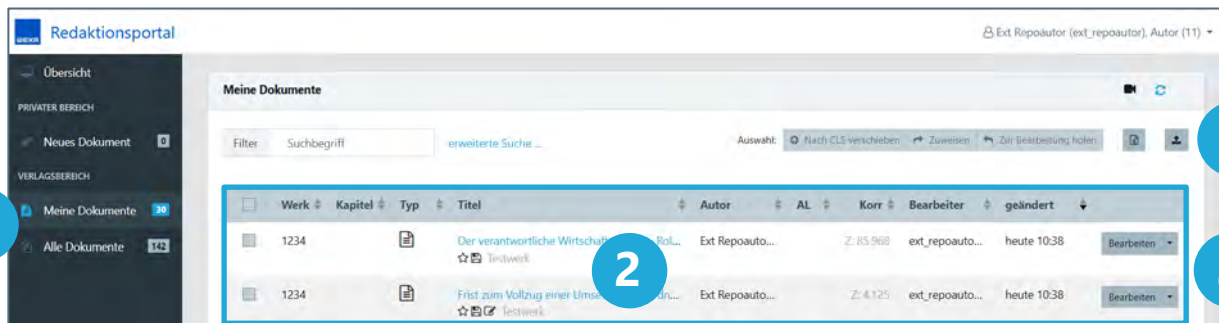 WEKA Redaktionsportal
Ext Repoautor (ext_repoautor), Autor (11)
Übersicht
Meine Dokumente
PRIVATER BEREICH
Neues Dokument 0
Filter Suchbegriff erweiterte Suche ... Auswahl: Nach CLS verschieben Zuweisen Zur Bearbeitung holen
VERLAGSBEREICH
Meine Dokumente 30
Werk Kapitel Typ Titel Autor AL Korr Bearbeiter geändert
Alle Dokumente 142
1234 Der verantwortliche Wirtschaft Rol... Ext Repoauto... Z: 85.968 ext_repoauto... heute 10:38 Bearbeiten
Testwerk
2
1234 Frist zum Vollzug einer Umse Ext Repoauto... Z: 4.125 ext_repoauto... heute 10:38 Bearbeiten
Testwerk